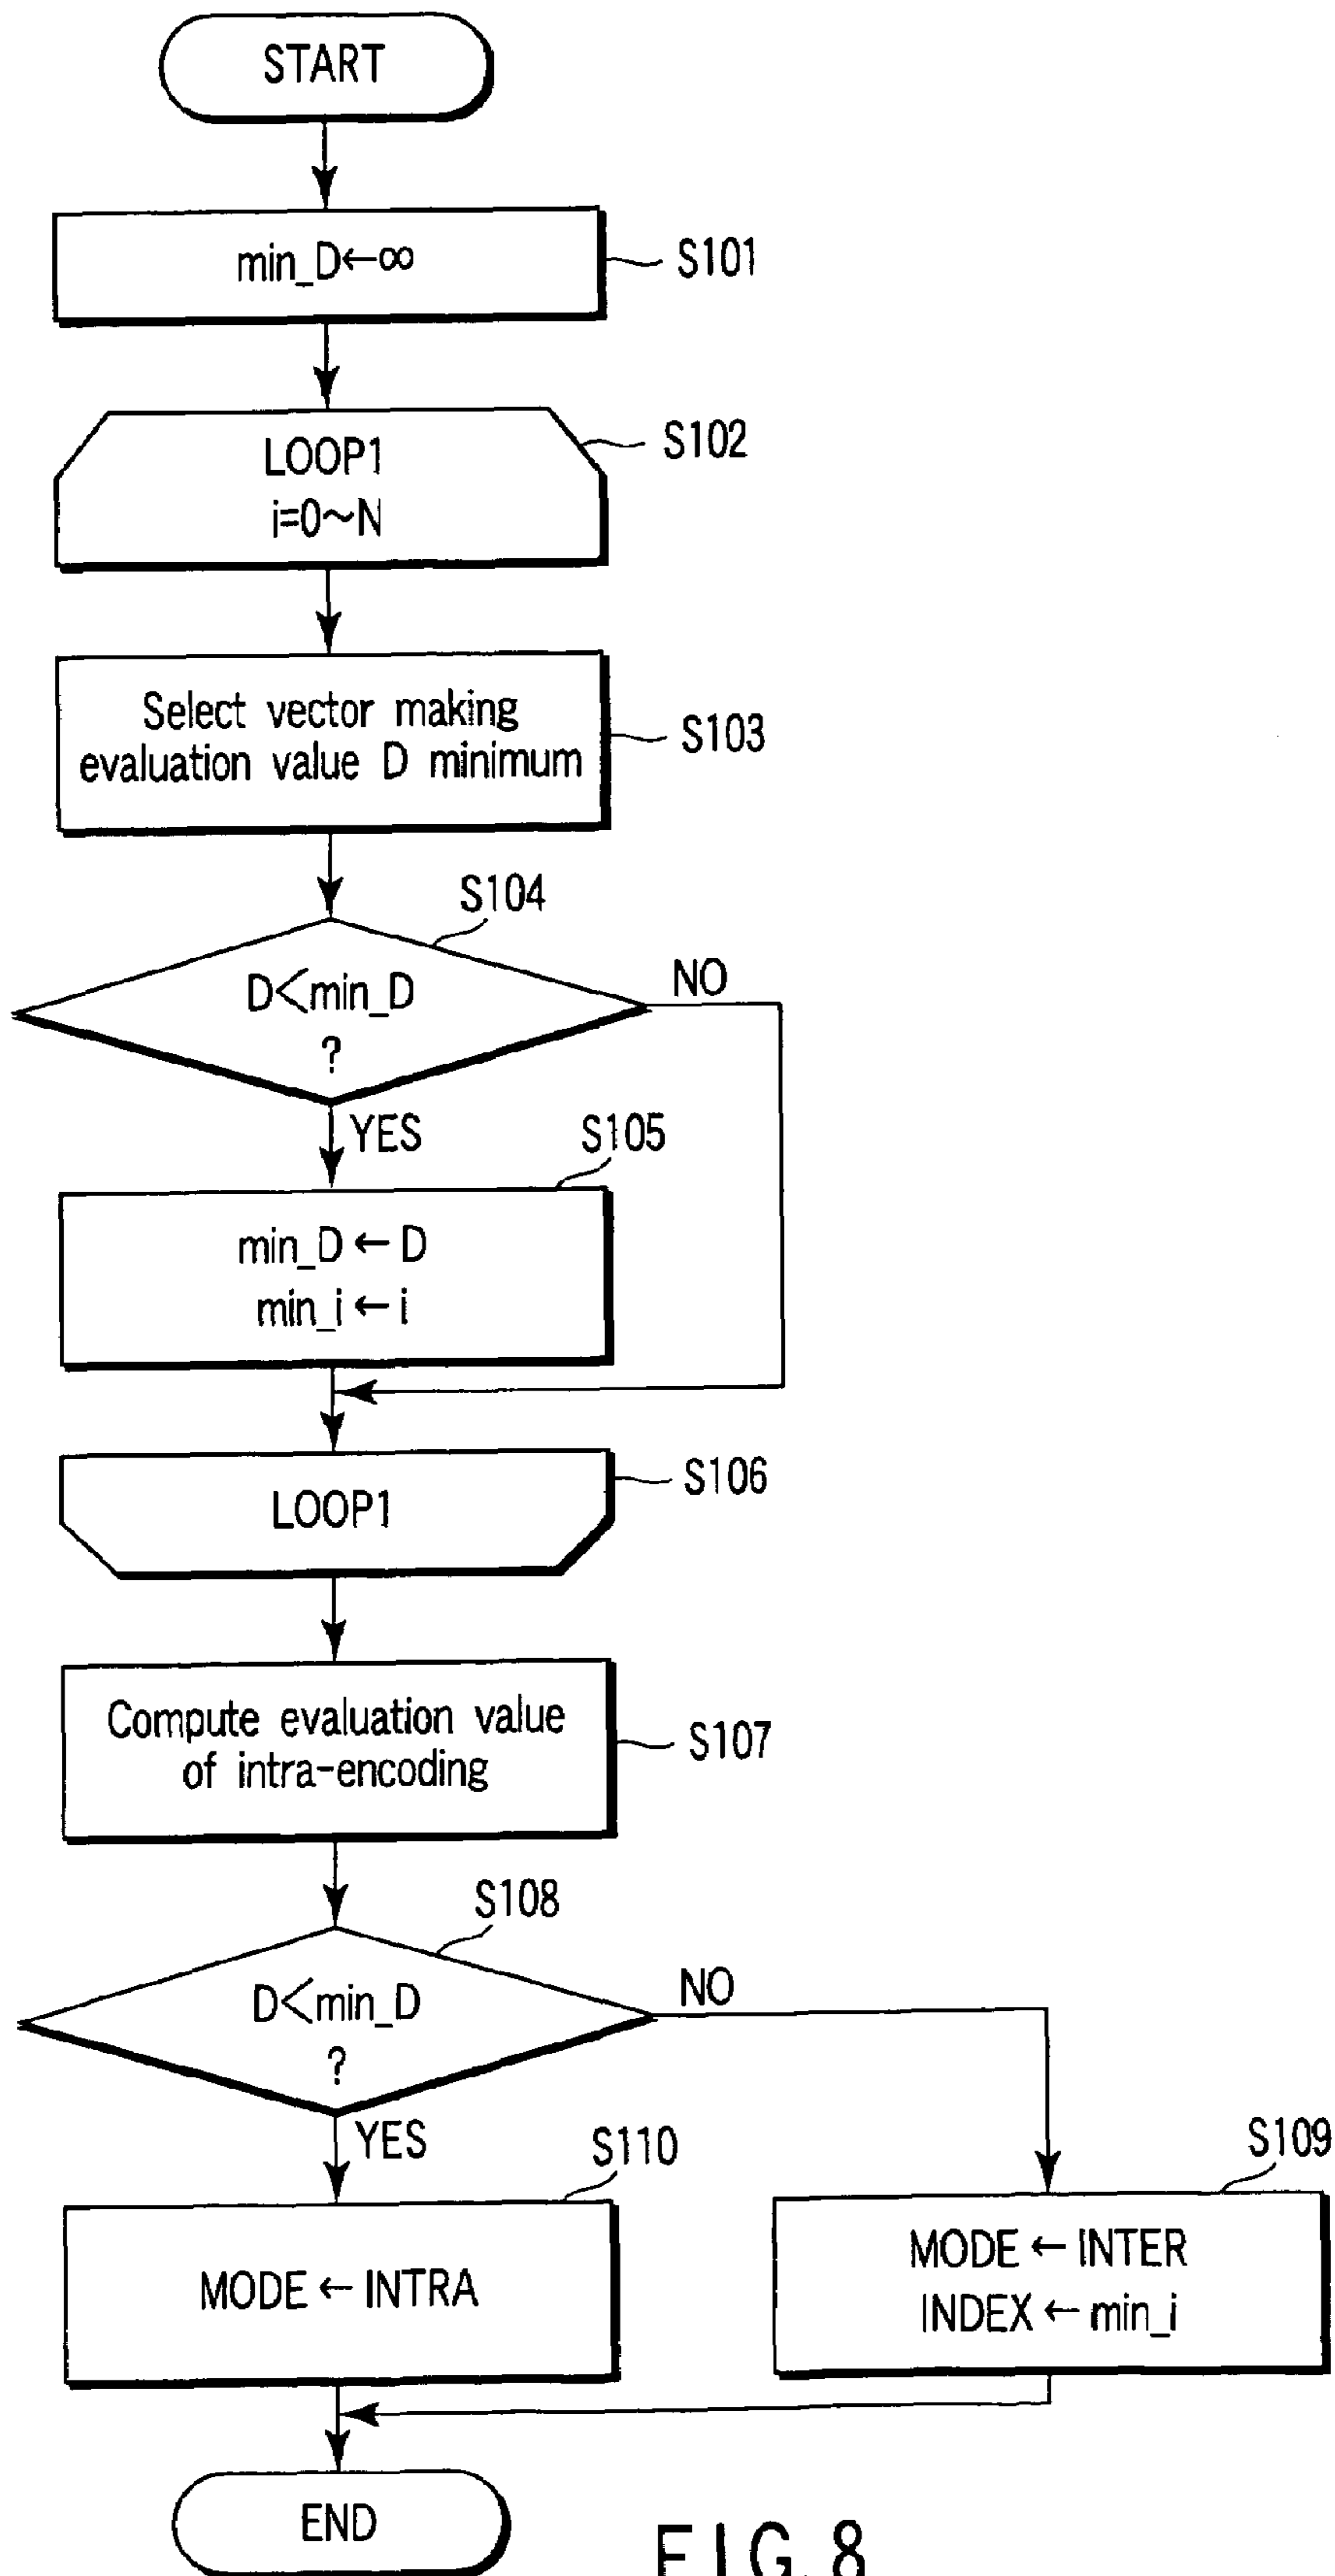 START
min_D←∞
S101
LOOP1
i=0~N
S102
Select vector making
evaluation value D minimum
S103
S104
D<min_D
?
NO
YES
S105
min_D ← D
min_i ← i
LOOP1
S106
Compute evaluation value
of intra-encoding
S107
S108
D<min_D
?
NO
YES
S110
S109
MODE ← INTRA
MODE ← INTER
INDEX ← min_i
END
FIG. 8